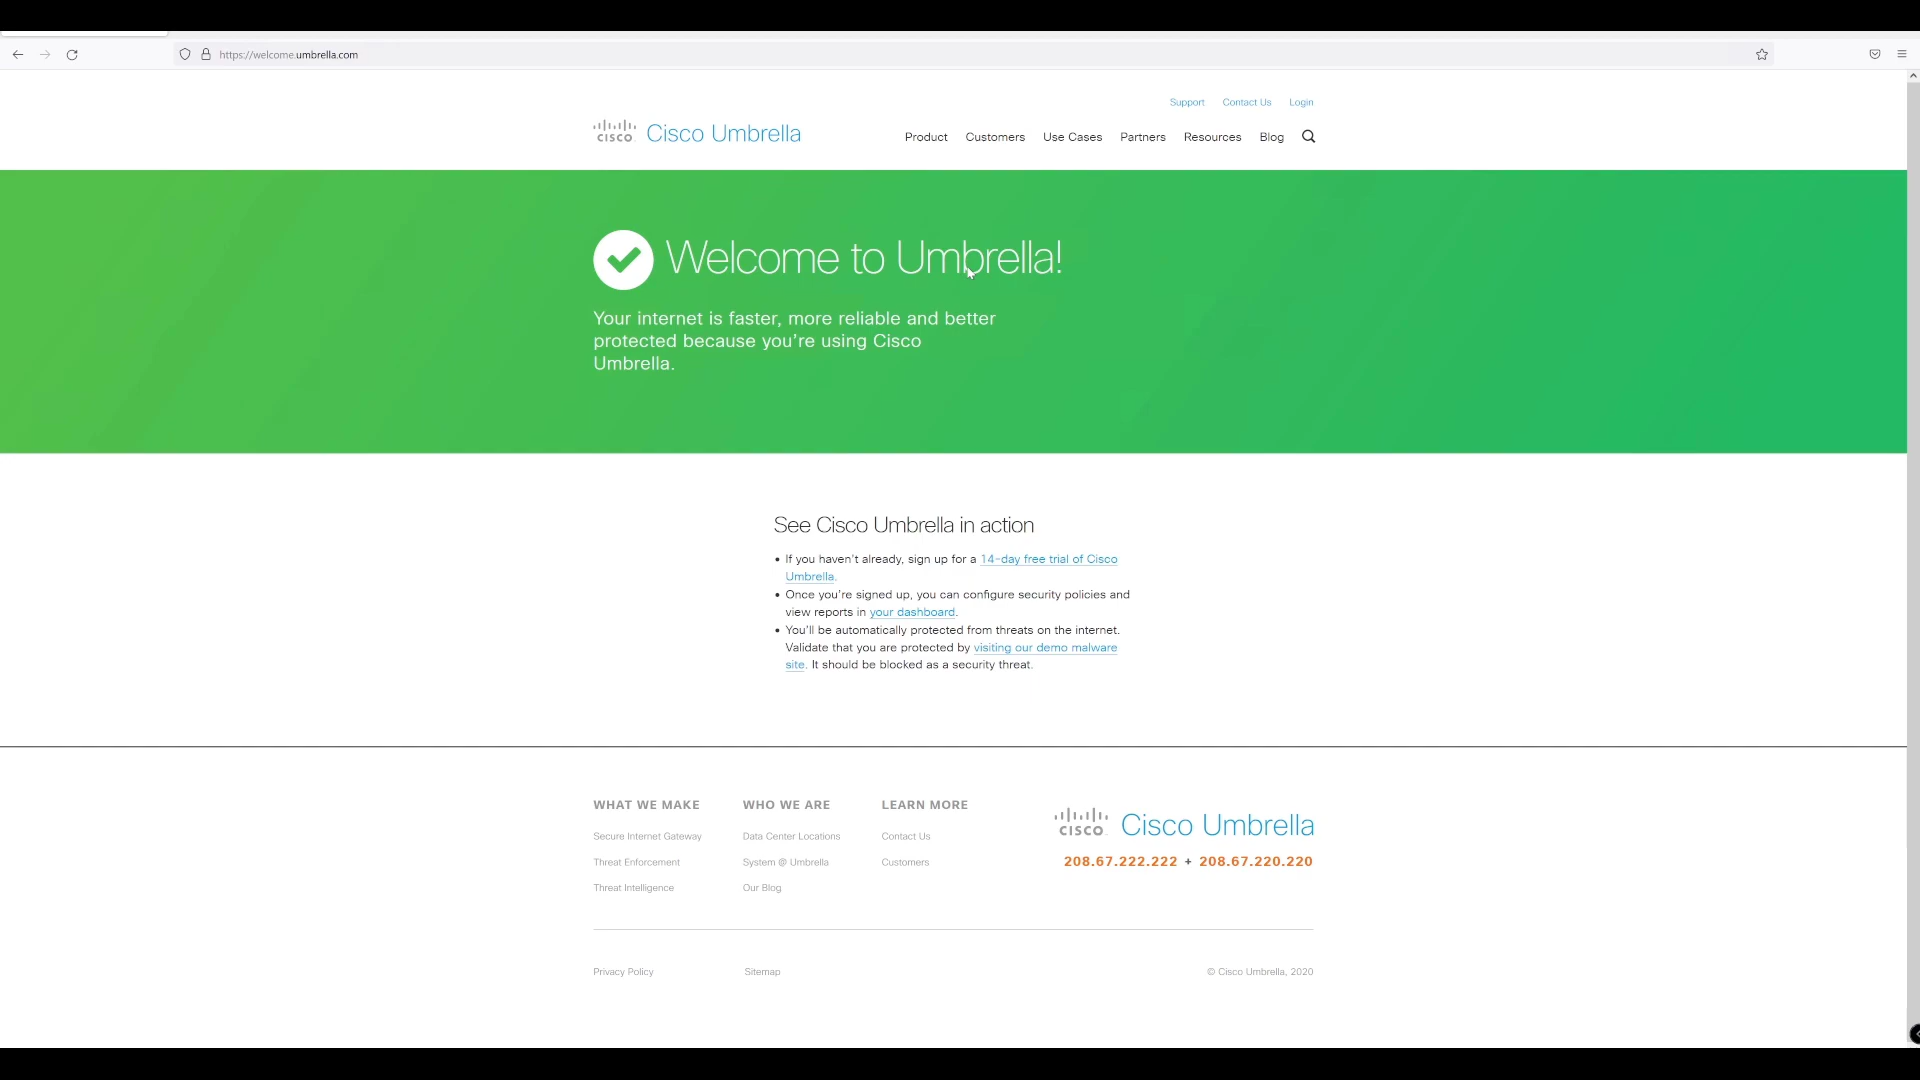 https://welcome.umbrella.com
Support Contact Us Login
CISCO Cisco Umbrella Product Customers Use Cases Partners Resources Blog
Welcome to Umbrella!
Your internet is faster, more reliable and better
protected because you're using Cisco
Umbrella.
See Cisco Umbrella in action
• If you haven't already, sign up for a 14-day free trial of Cisco
Umbrella.
• Once you're signed up, you can configure security policies and
view reports in your dashboard.
• You'll be automatically protected from threats on the internet.
Validate that you are protected by visiting our demo malware
site. It should be blocked as a security threat.
WHAT WE MAKE
Secure Internet Gateway
Threat Enforcement
Threat Intelligence
WHO WE ARE
Data Center Locations
System @ Umbrella
Our Blog
LEARN MORE
Contact Us
Customers
CISCO Cisco Umbrella
208.67.222.222 + 208.67.220.220
Privacy Policy Sitemap © Cisco Umbrella, 2020